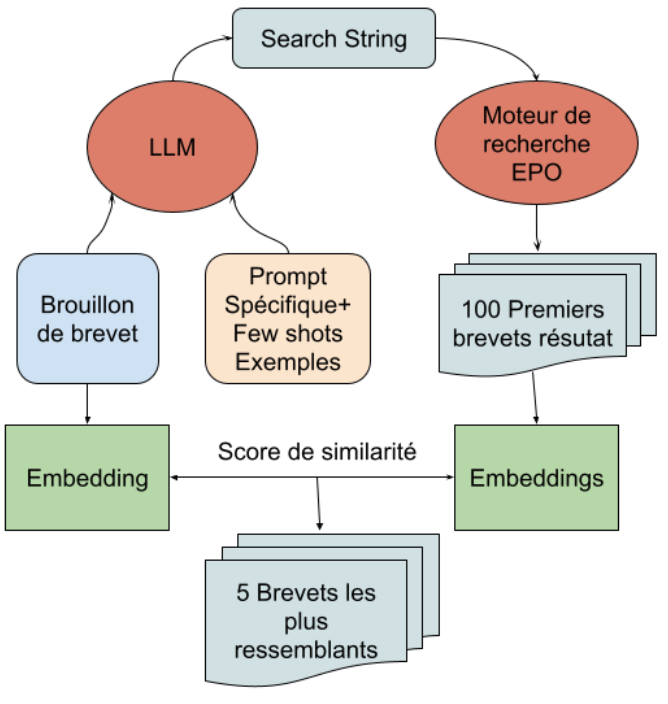 Search String
LLM
Moteur de
recherche
EPO
Brouillon
de brevet
Prompt
Spécifique+
Few shots
Exemples
100 Premiers
brevets résutat
Score de similarité
Embedding
Embeddings
5 Brevets les
plus
ressemblants